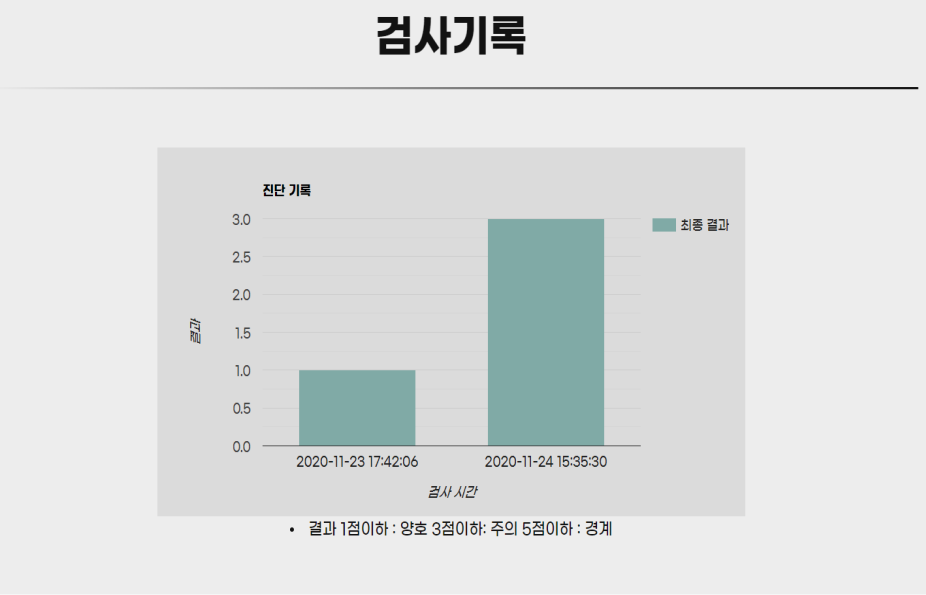 검사기록
진단 기록
3.0
최종 결과
2.5
2.0
1.5
결과
1.0
0.5
0.0
2020-11-23 17:42:06
2020-11-24 15:35:30
검사 시간
• 결과 1점이하 : 양호 3점이하: 주의 5점이하 : 경계